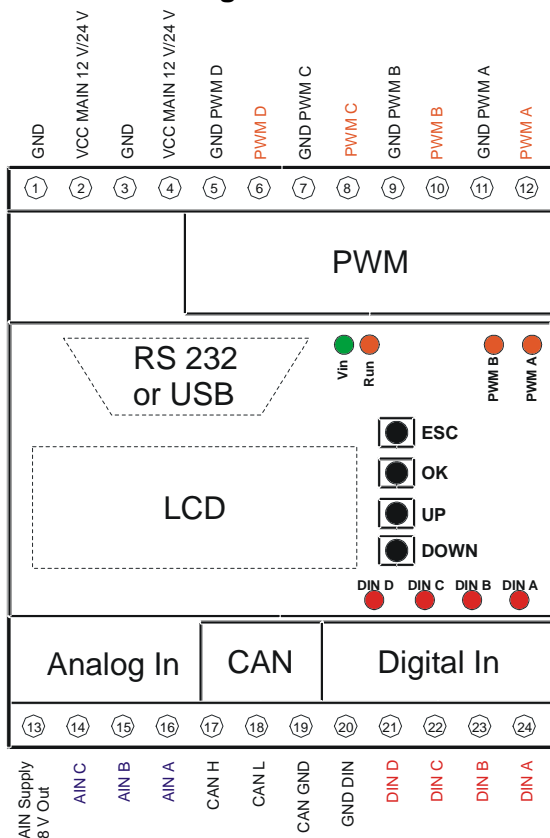 GND
VCC MAIN 12 V/24 V
GND
VCC MAIN 12 V/24 V
GND PWM D
PWM D
GND PWM C
PWM C
GND PWM B
PWM B
GND PWM A
PWM A
1 2 3 4 5 6 7 8 9 10 11 12
PWM
RS 232
or USB
Vin
Run
PWM B
PWM A
ESC
OK
UP
DOWN
LCD
DIN D DIN C DIN B DIN A
Analog In
CAN
Digital In
13 14 15 16 17 18 19 20 21 22 23 24
AIN Supply
8 V Out
AIN C
AIN B
AIN A
CAN H
CAN L
CAN GND
GND DIN
DIN D
DIN C
DIN B
DIN A